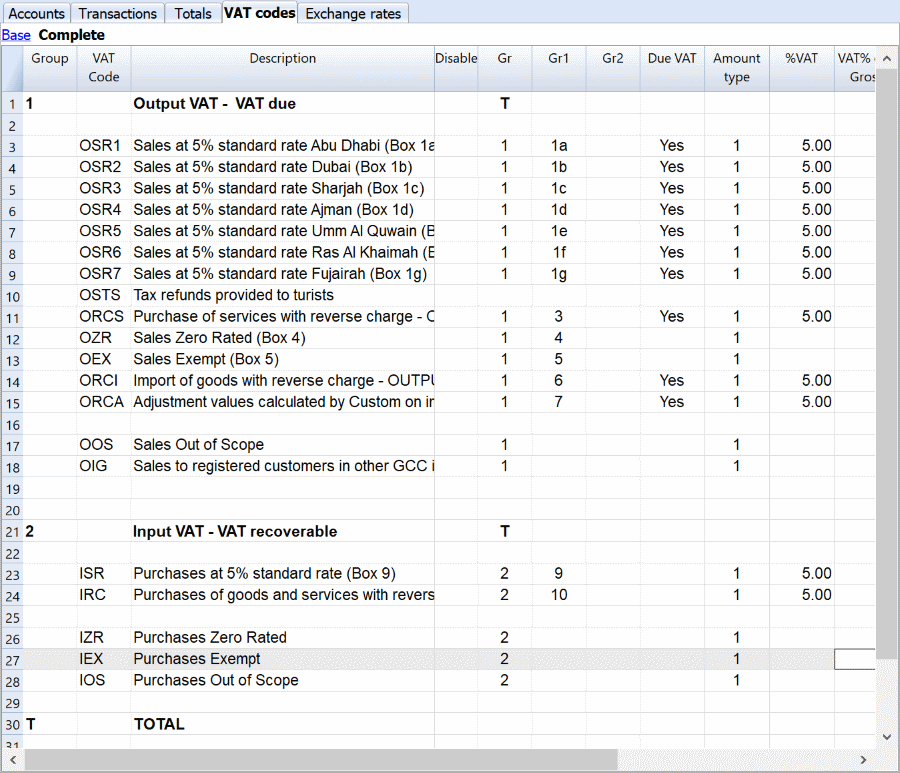 Accounts Transactions Totals VAT codes Exchange rates
Base Complete
Group VAT Code Description Disable Gr Gr1 Gr2 Due VAT Amount type %VAT VAT% Gros
1 1 Output VAT - VAT due T
2
3 OSR1 Sales at 5% standard rate Abu Dhabi (Box 1a 1 1a Yes 1 5.00
4 OSR2 Sales at 5% standard rate Dubai (Box 1b) 1 1b Yes 1 5.00
5 OSR3 Sales at 5% standard rate Sharjah (Box 1c) 1 1c Yes 1 5.00
6 OSR4 Sales at 5% standard rate Ajman (Box 1d) 1 1d Yes 1 5.00
7 OSR5 Sales at 5% standard rate Umm Al Quwain (B 1 1e Yes 1 5.00
8 OSR6 Sales at 5% standard rate Ras Al Khaimah (B 1 1f Yes 1 5.00
9 OSR7 Sales at 5% standard rate Fujairah (Box 1g) 1 1g Yes 1 5.00
10 OSTS Tax refunds provided to turists
11 ORCS Purchase of services with reverse charge - O 1 3 Yes 1 5.00
12 OZR Sales Zero Rated (Box 4) 1 4 1
13 OEX Sales Exempt (Box 5) 1 5 1
14 ORCI Import of goods with reverse charge - OUTPU 1 6 Yes 1 5.00
15 ORCA Adjustment values calculated by Custom on in 1 7 Yes 1 5.00
16
17 OOS Sales Out of Scope 1 1
18 OIG Sales to registered customers in other GCC i 1 1
19
20
21 2 Input VAT - VAT recoverable T
22
23 ISR Purchases at 5% standard rate (Box 9) 2 9 1 5.00
24 IRC Purchases of goods and services with revers 2 10 1 5.00
25
26 IZR Purchases Zero Rated 2 1
27 IEX Purchases Exempt 2 1
28 IOS Purchases Out of Scope 2 1
29
30 T TOTAL
31